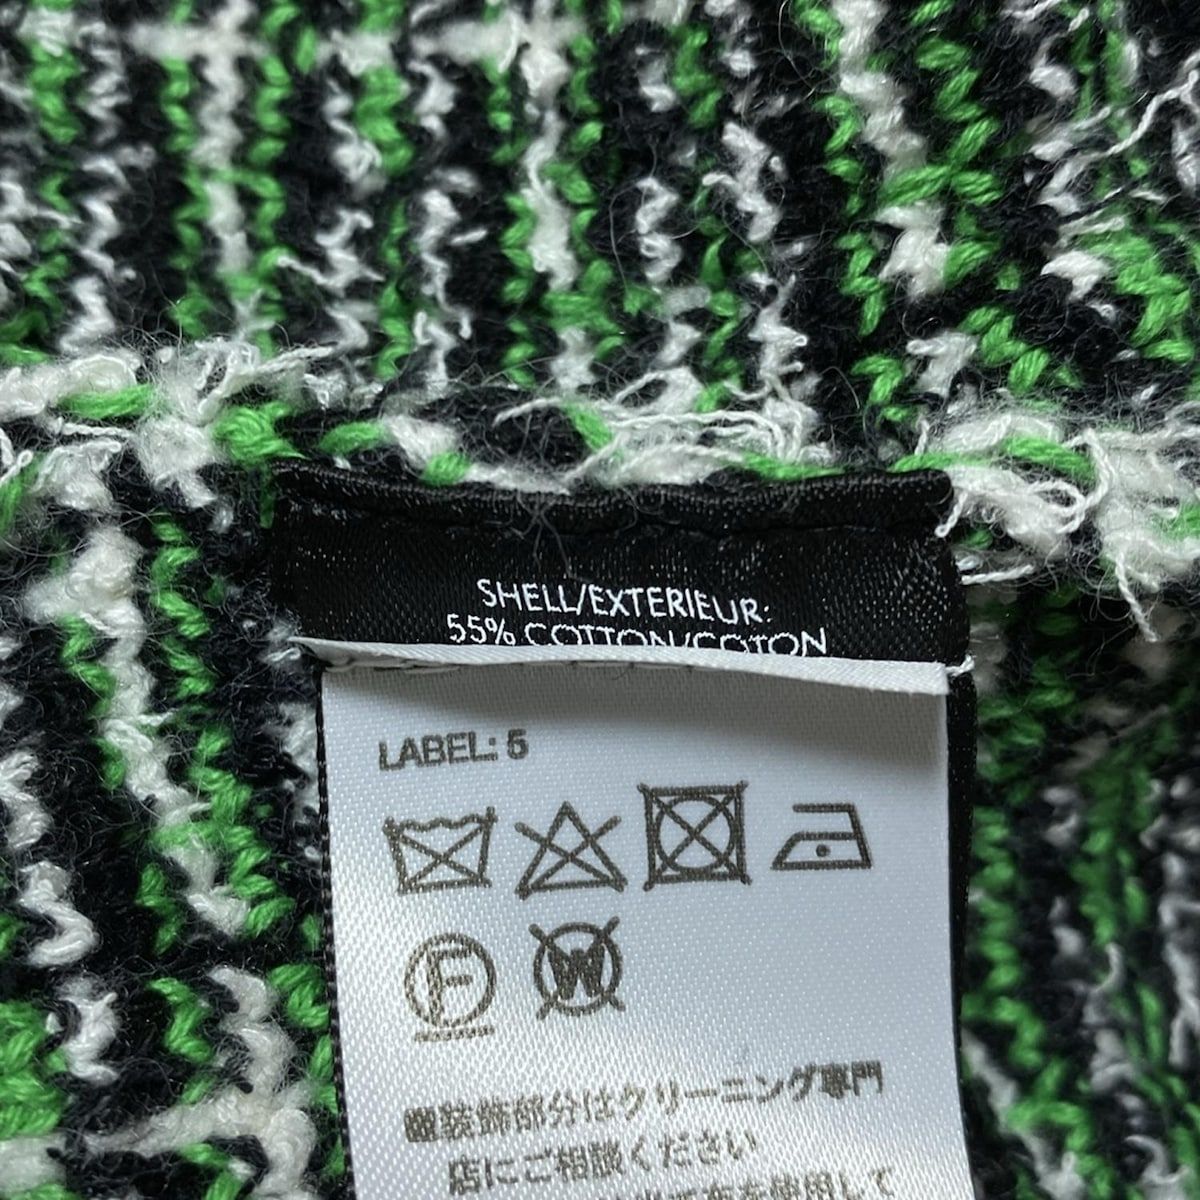 SHELL/EXTERIEUR:
55% COTTON/COTON
LABEL: 5
F
W
装飾部分はクリーニング専門
店にご相談ください